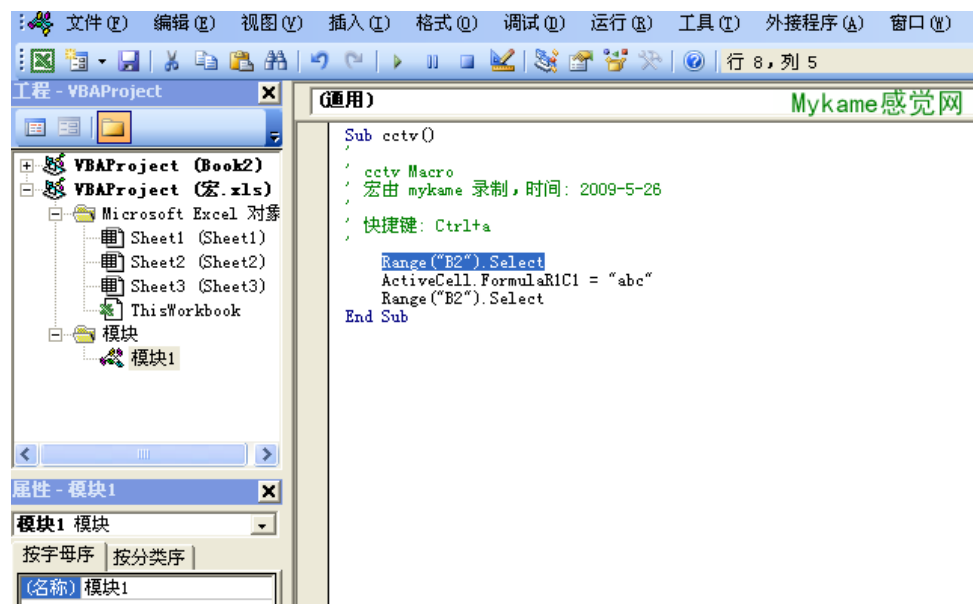 文件(F) 编辑(E) 视图(V) 插入(I) 格式(O) 调试(D) 运行(R) 工具(T) 外接程序(A) 窗口(W)
行 8, 列 5
工程 - VBAProject
VBAProject (Book2)
VBAProject (宏.xls)
Microsoft Excel 对象
Sheet1 (Sheet1)
Sheet2 (Sheet2)
Sheet3 (Sheet3)
ThisWorkbook
模块
模块1
属性 - 模块1
模块1 模块
按字母序 按分类序
(名称) 模块1
(通用)
Mykame感觉网
Sub cctv()
'
' cctv Macro
' 宏由 mykame 录制，时间: 2009-5-26
'
' 快捷键: Ctrl+a
'
Range("B2").Select
ActiveCell.FormulaR1C1 = "abc"
Range("B2").Select
End Sub